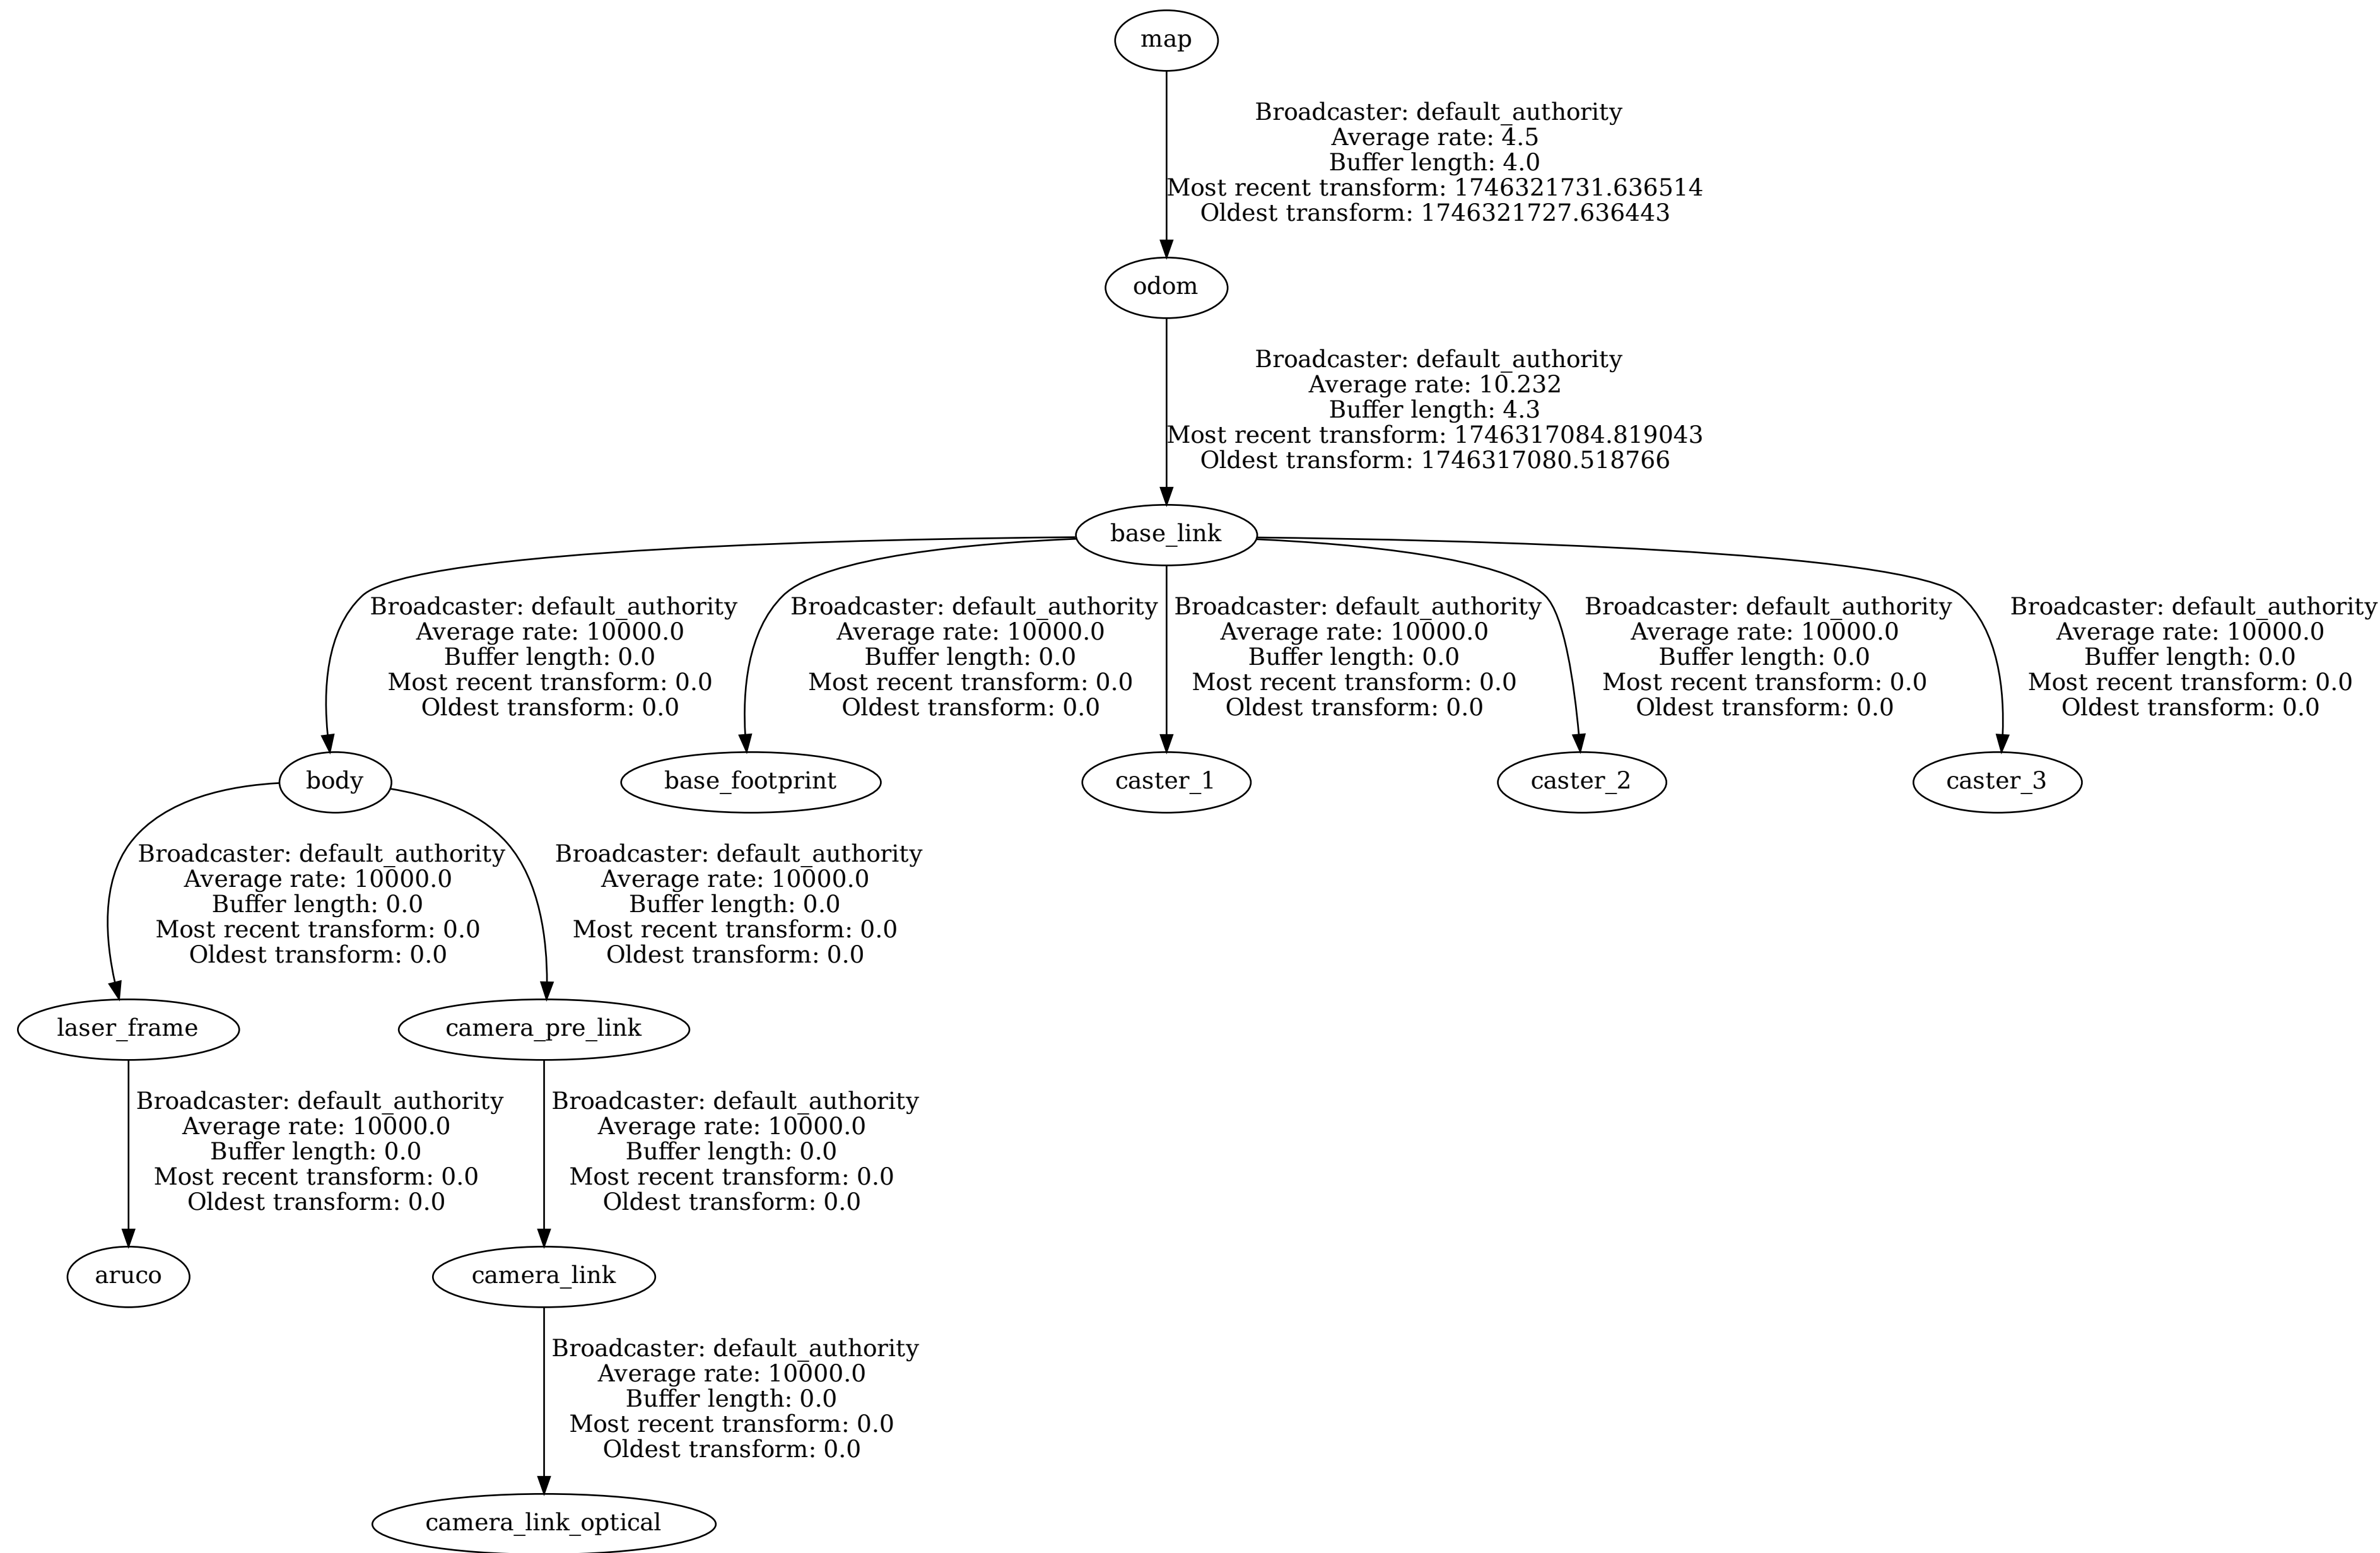 map
Broadcaster: default_authority
Average rate: 4.5
Buffer length: 4.0
Most recent transform: 1746321731.636514
Oldest transform: 1746321727.636443
odom
Broadcaster: default_authority
Average rate: 10.232
Buffer length: 4.3
Most recent transform: 1746317084.819043
Oldest transform: 1746317080.518766
base_link
Broadcaster: default_authority
Average rate: 10000.0
Buffer length: 0.0
Most recent transform: 0.0
Oldest transform: 0.0
Broadcaster: default_authority
Average rate: 10000.0
Buffer length: 0.0
Most recent transform: 0.0
Oldest transform: 0.0
Broadcaster: default_authority
Average rate: 10000.0
Buffer length: 0.0
Most recent transform: 0.0
Oldest transform: 0.0
Broadcaster: default_authority
Average rate: 10000.0
Buffer length: 0.0
Most recent transform: 0.0
Oldest transform: 0.0
Broadcaster: default_authority
Average rate: 10000.0
Buffer length: 0.0
Most recent transform: 0.0
Oldest transform: 0.0
body
base_footprint
caster_1
caster_2
caster_3
Broadcaster: default_authority
Average rate: 10000.0
Buffer length: 0.0
Most recent transform: 0.0
Oldest transform: 0.0
Broadcaster: default_authority
Average rate: 10000.0
Buffer length: 0.0
Most recent transform: 0.0
Oldest transform: 0.0
laser_frame
camera_pre_link
Broadcaster: default_authority
Average rate: 10000.0
Buffer length: 0.0
Most recent transform: 0.0
Oldest transform: 0.0
Broadcaster: default_authority
Average rate: 10000.0
Buffer length: 0.0
Most recent transform: 0.0
Oldest transform: 0.0
aruco
camera_link
Broadcaster: default_authority
Average rate: 10000.0
Buffer length: 0.0
Most recent transform: 0.0
Oldest transform: 0.0
camera_link_optical